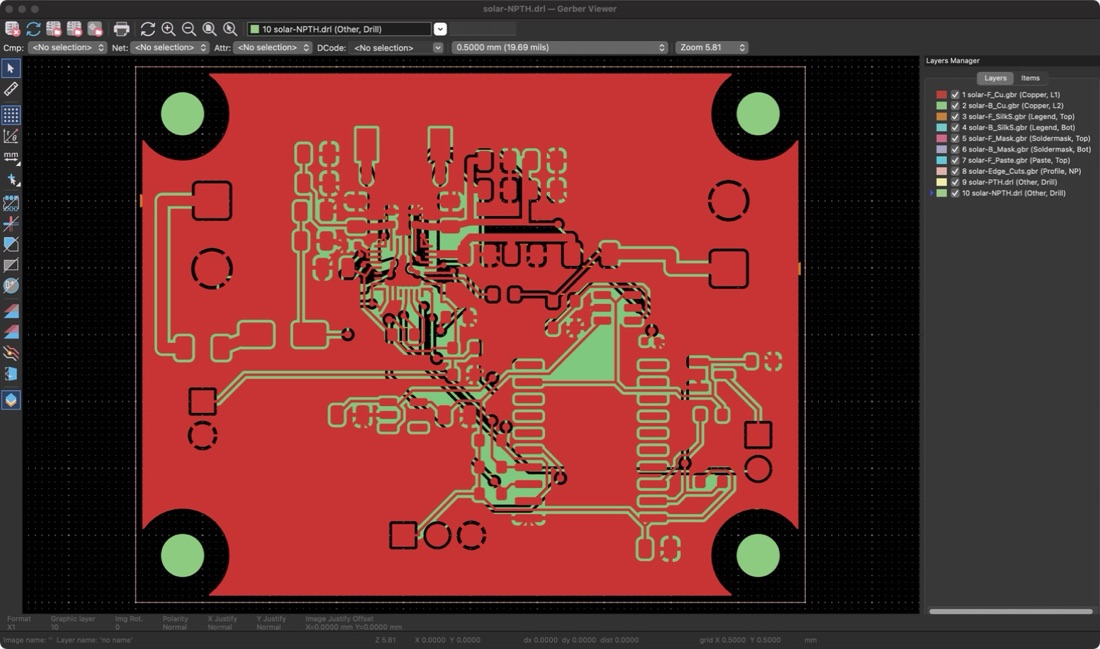 solar-NPTH.drl — Gerber Viewer
10 solar-NPTH.drl (Other, Drill)
Cmp: <No selection> Net: <No selection> Attr: <No selection> DCode: <No selection> 0.5000 mm (19.69 mils) Zoom 5.81
Layers Manager
Layers Items
1 solar-F_Cu.gbr (Copper, L1)
2 solar-B_Cu.gbr (Copper, L2)
3 solar-F_SilkS.gbr (Legend, Top)
4 solar-B_SilkS.gbr (Legend, Bot)
5 solar-F_Mask.gbr (Soldermask, Top)
6 solar-B_Mask.gbr (Soldermask, Bot)
7 solar-F_Paste.gbr (Paste, Top)
8 solar-Edge_Cuts.gbr (Profile, NP)
9 solar-PTH.drl (Other, Drill)
10 solar-NPTH.drl (Other, Drill)
mm
Format Graphic layer Img Rot. Polarity X Justify Y Justify Image Justify Offset
X1 10 0 Normal Normal Normal X=0.0000 mm Y=0.0000 mm
Image name: '' Layer name: 'no name' Z 5.81 X 0.0000 Y 0.0000 dx 0.0000 dy 0.0000 dist 0.0000 grid X 0.5000 Y 0.5000 mm